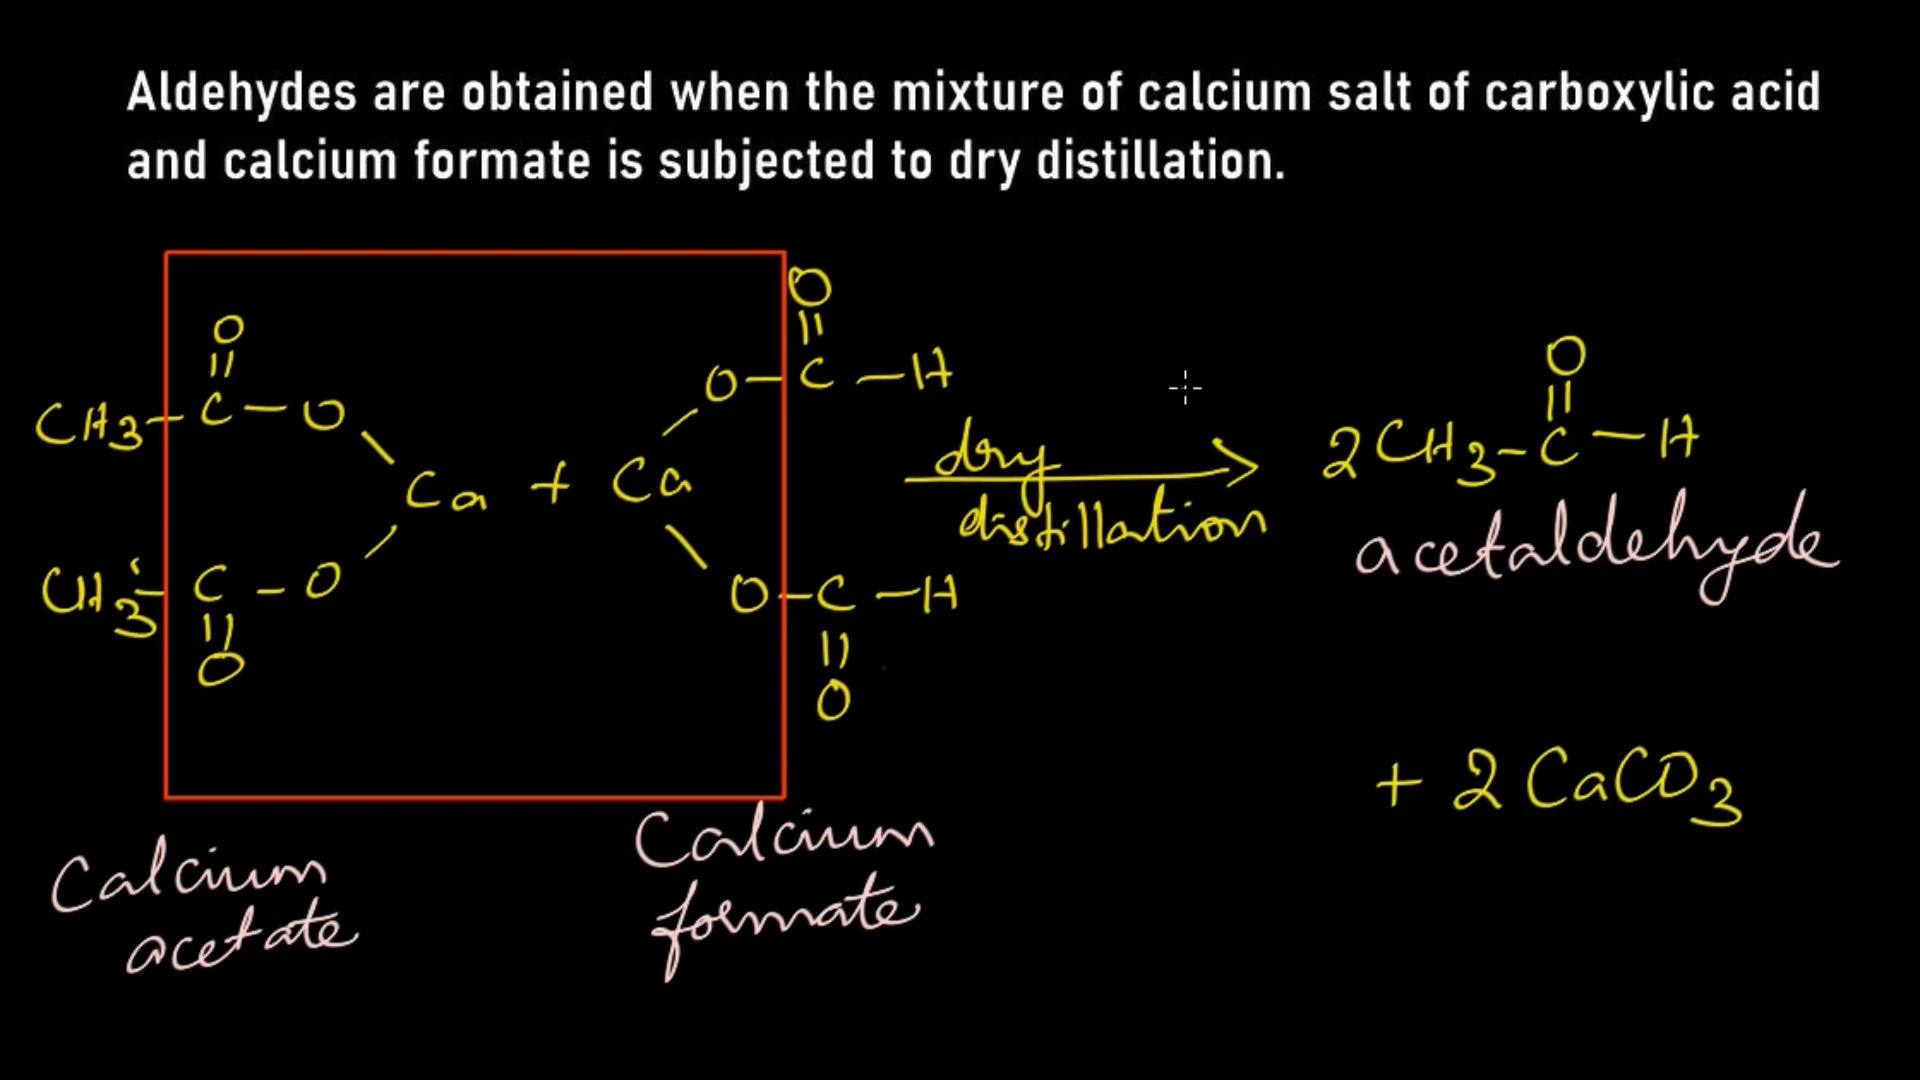 Aldehydes are obtained when the mixture of calcium salt of carboxylic acid
and calcium formate is subjected to dry distillation.
O
||
CH3-C-O
Ca
CH3-C-O
||
O
+
O
||
O-C-H
Ca
O-C-H
||
O
dry
distillation
O
||
2CH3-C-H
acetaldehyde
+ 2CaCO3
Calcium
acetate
Calcium
formate